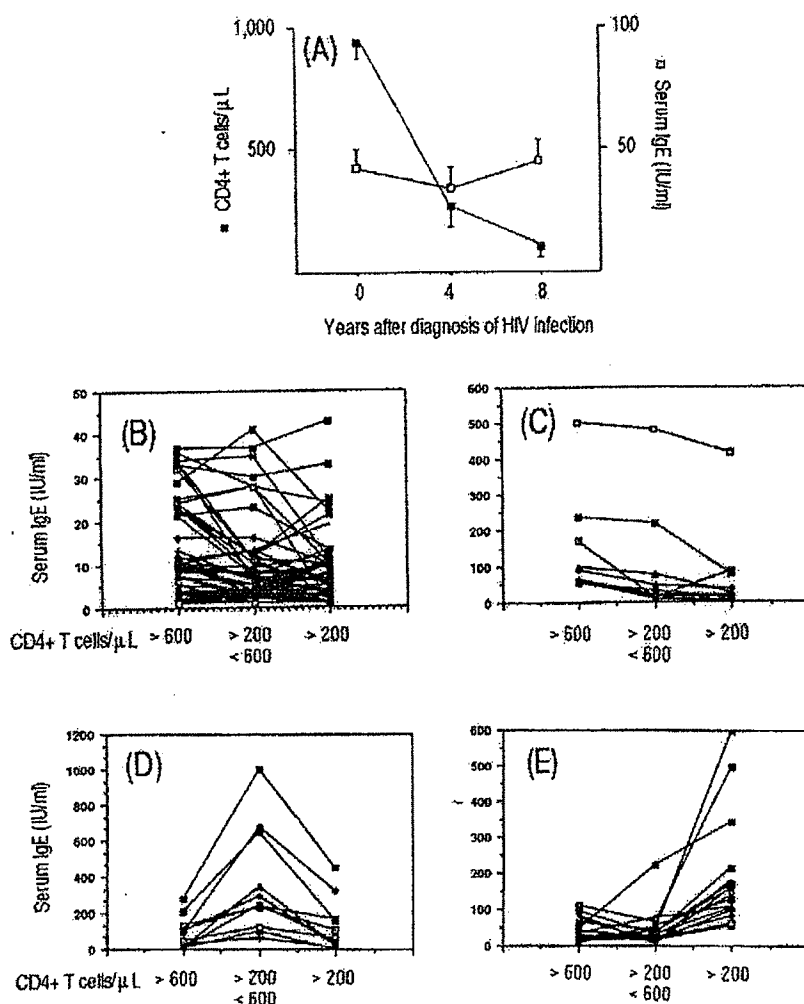 1,000
500
■ CD4+ T cells/μL
(A)
100
50
□ Serum IgE (IU/ml)
0 4 8
Years after diagnosis of HIV infection
50
40
30
20
10
0
Serum IgE (IU/ml)
(B)
CD4+ T cells/μL > 600 > 200 > 200
< 600
600
500
400
300
200
100
0
(C)
> 600 > 200 > 200
< 600
1200
1000
800
600
400
200
0
Serum IgE (IU/ml)
(D)
CD4+ T cells/μL > 600 > 200 > 200
< 600
600
500
400
300
200
100
0
(E)
> 600 > 200 > 200
< 600